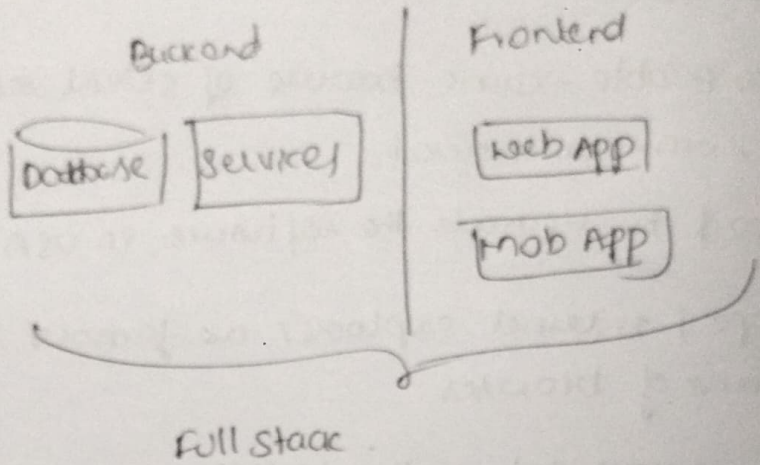 Backend
Frontend
Database
Services
Web App
Mob App
Full Stack